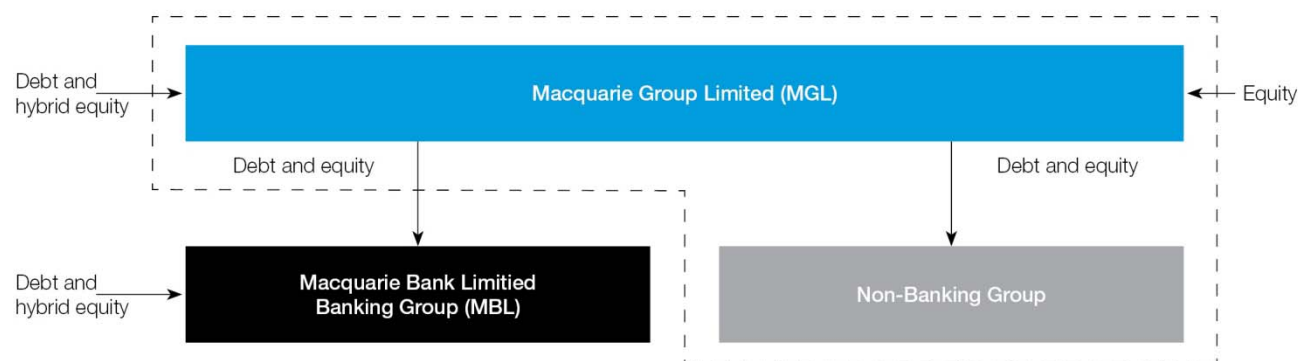 Debt and
hybrid equity
Macquarie Group Limited (MGL)
Equity
Debt and equity
Debt and equity
Debt and
hybrid equity
Macquarie Bank Limitied
Banking Group (MBL)
Non-Banking Group